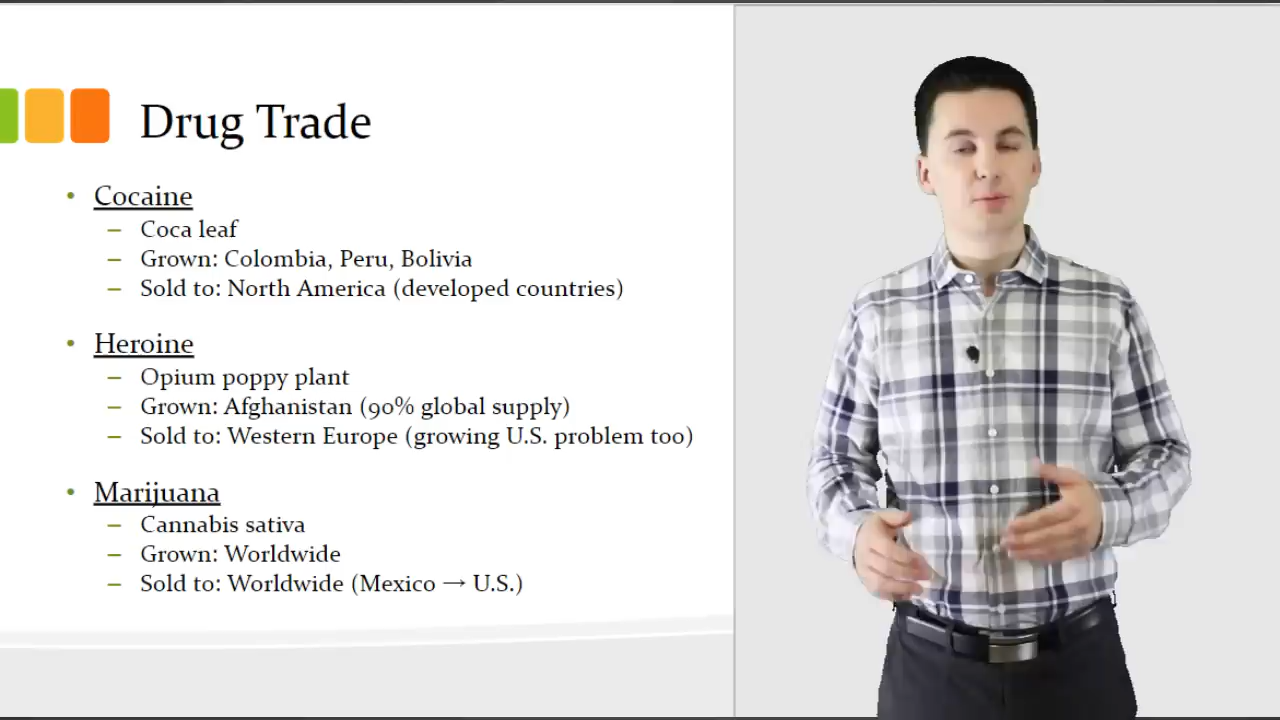 Drug Trade
• Cocaine
– Coca leaf
– Grown: Colombia, Peru, Bolivia
– Sold to: North America (developed countries)
• Heroine
– Opium poppy plant
– Grown: Afghanistan (90% global supply)
– Sold to: Western Europe (growing U.S. problem too)
• Marijuana
– Cannabis sativa
– Grown: Worldwide
– Sold to: Worldwide (Mexico → U.S.)